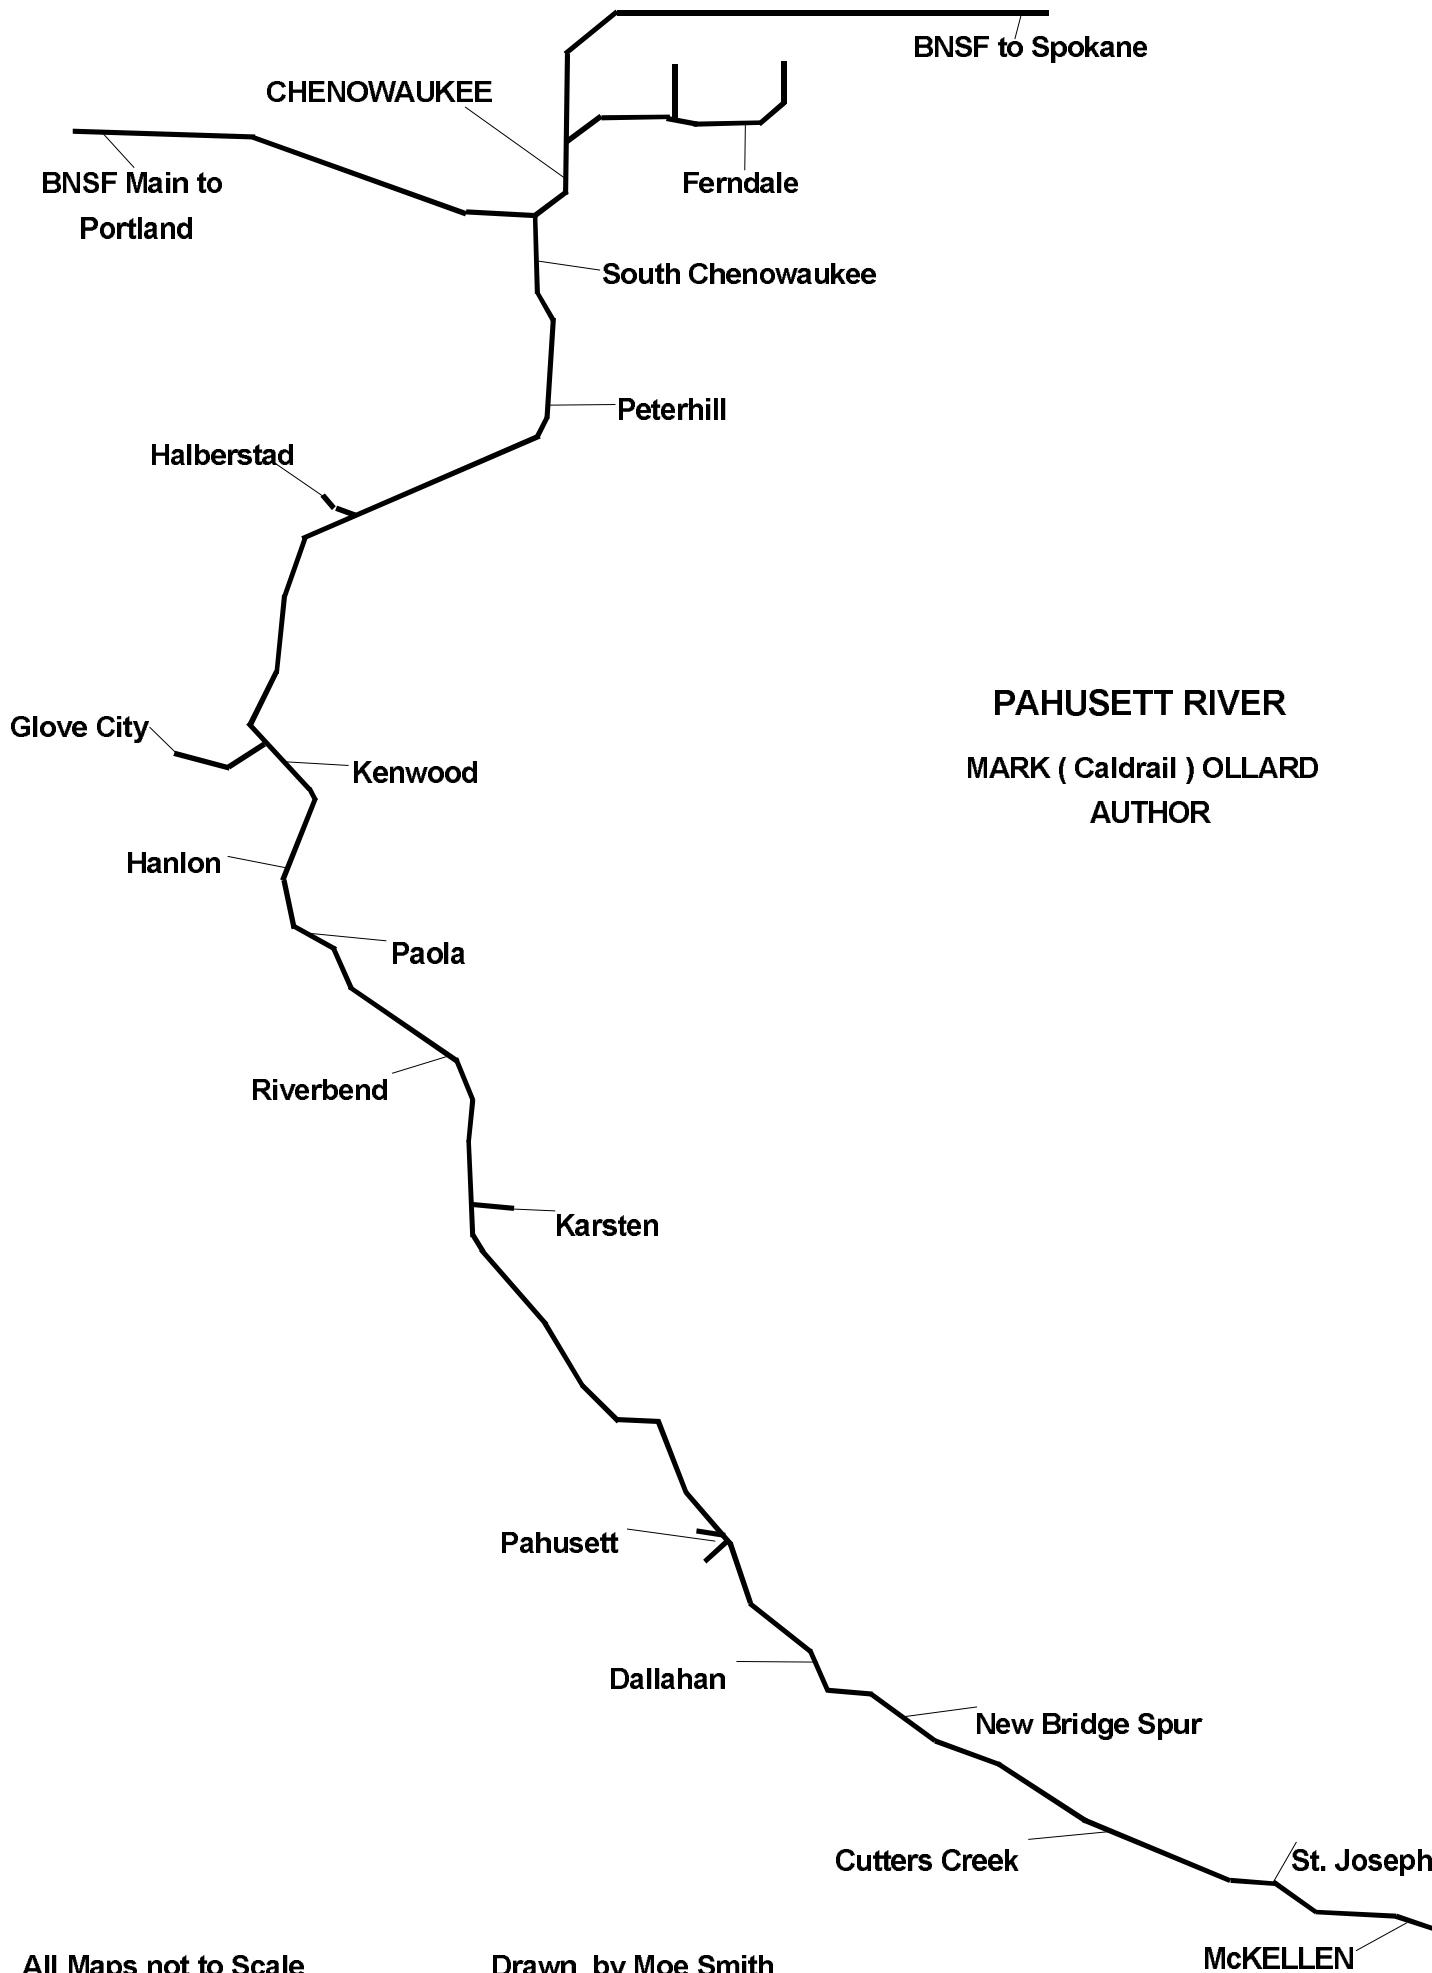 BNSF to Spokane
CHENOWAUKEE
BNSF Main to
Portland
Ferndale
South Chenowaukee
Peterhill
Halberstad
PAHUSETT RIVER
Glove City
Kenwood
MARK ( Caldrail ) OLLARD
AUTHOR
Hanlon
Paola
Riverbend
Karsten
Pahusett
Dallahan
New Bridge Spur
Cutters Creek
St. Joseph
McKELLEN
All Maps not to Scale
Drawn by Moe Smith